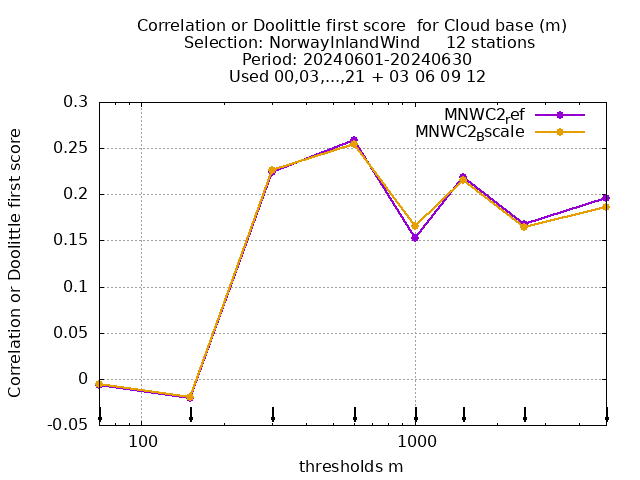 Correlation or Doolittle first score  for Cloud base (m)
Selection: NorwayInlandWind     12 stations
Period: 20240601-20240630
Used 00,03,...,21 + 03 06 09 12
MNWC2_ref
MNWC2_Bscale
Correlation or Doolittle first score
0.3
0.25
0.2
0.15
0.1
0.05
0
-0.05
100
1000
thresholds m